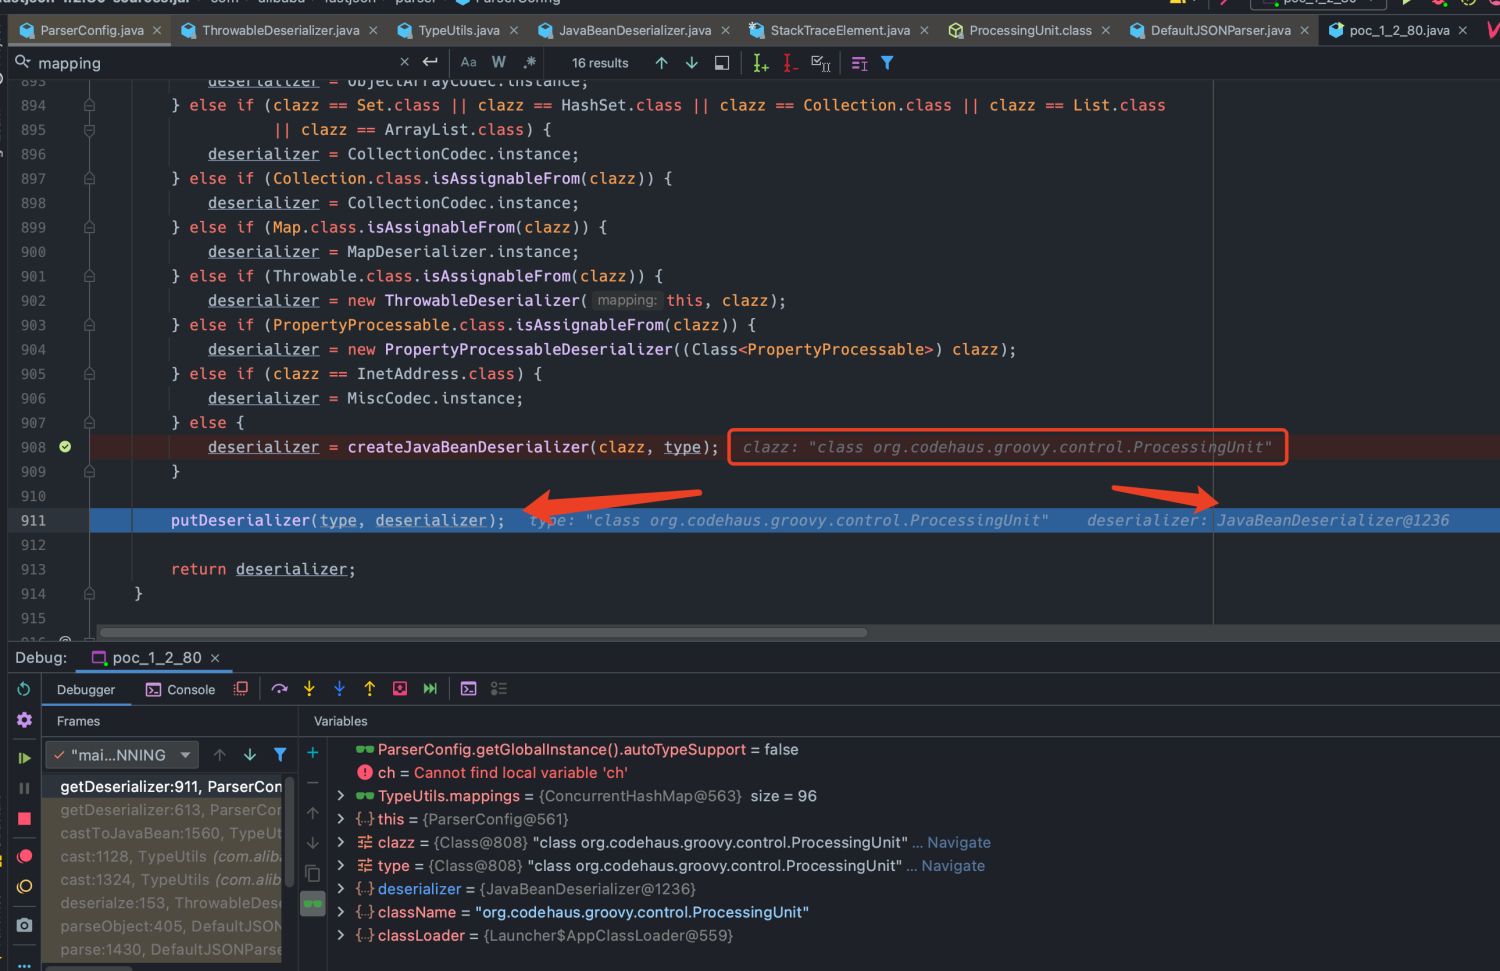 ParserConfig.java × ThrowableDeserializer.java × TypeUtils.java × JavaBeanDeserializer.java × StackTraceElement.java × ProcessingUnit.class × DefaultJSONParser.java × poc_1_2_80.java ×
mapping × Aa W .* 16 results
893 deserializer = ObjectArrayCodec.instance;
894 } else if (clazz == Set.class || clazz == HashSet.class || clazz == Collection.class || clazz == List.class
895 || clazz == ArrayList.class) {
896 deserializer = CollectionCodec.instance;
897 } else if (Collection.class.isAssignableFrom(clazz)) {
898 deserializer = CollectionCodec.instance;
899 } else if (Map.class.isAssignableFrom(clazz)) {
900 deserializer = MapDeserializer.instance;
901 } else if (Throwable.class.isAssignableFrom(clazz)) {
902 deserializer = new ThrowableDeserializer( mapping: this, clazz);
903 } else if (PropertyProcessable.class.isAssignableFrom(clazz)) {
904 deserializer = new PropertyProcessableDeserializer((Class<PropertyProcessable>) clazz);
905 } else if (clazz == InetAddress.class) {
906 deserializer = MiscCodec.instance;
907 } else {
908 deserializer = createJavaBeanDeserializer(clazz, type); clazz: "class org.codehaus.groovy.control.ProcessingUnit"
909 }
910
911 putDeserializer(type, deserializer); type: "class org.codehaus.groovy.control.ProcessingUnit" deserializer: JavaBeanDeserializer@1236
912
913 return deserializer;
914 }
915
Debug: poc_1_2_80 ×
Debugger Console
Frames Variables
"mai...NNING
ParserConfig.getGlobalInstance().autoTypeSupport = false
ch = Cannot find local variable 'ch'
TypeUtils.mappings = {ConcurrentHashMap@563} size = 96
this = {ParserConfig@561}
clazz = {Class@808} "class org.codehaus.groovy.control.ProcessingUnit" ... Navigate
type = {Class@808} "class org.codehaus.groovy.control.ProcessingUnit" ... Navigate
deserializer = {JavaBeanDeserializer@1236}
className = "org.codehaus.groovy.control.ProcessingUnit"
classLoader = {Launcher$AppClassLoader@559}
getDeserializer:911, ParserCon
getDeserializer:613, ParserCor
castToJavaBean:1560, TypeUt
cast:1128, TypeUtils (com.alib
cast:1324, TypeUtils (com.alib
deserialze:153, ThrowableDes
parseObject:405, DefaultJSON
parse:1430, DefaultJSONParse